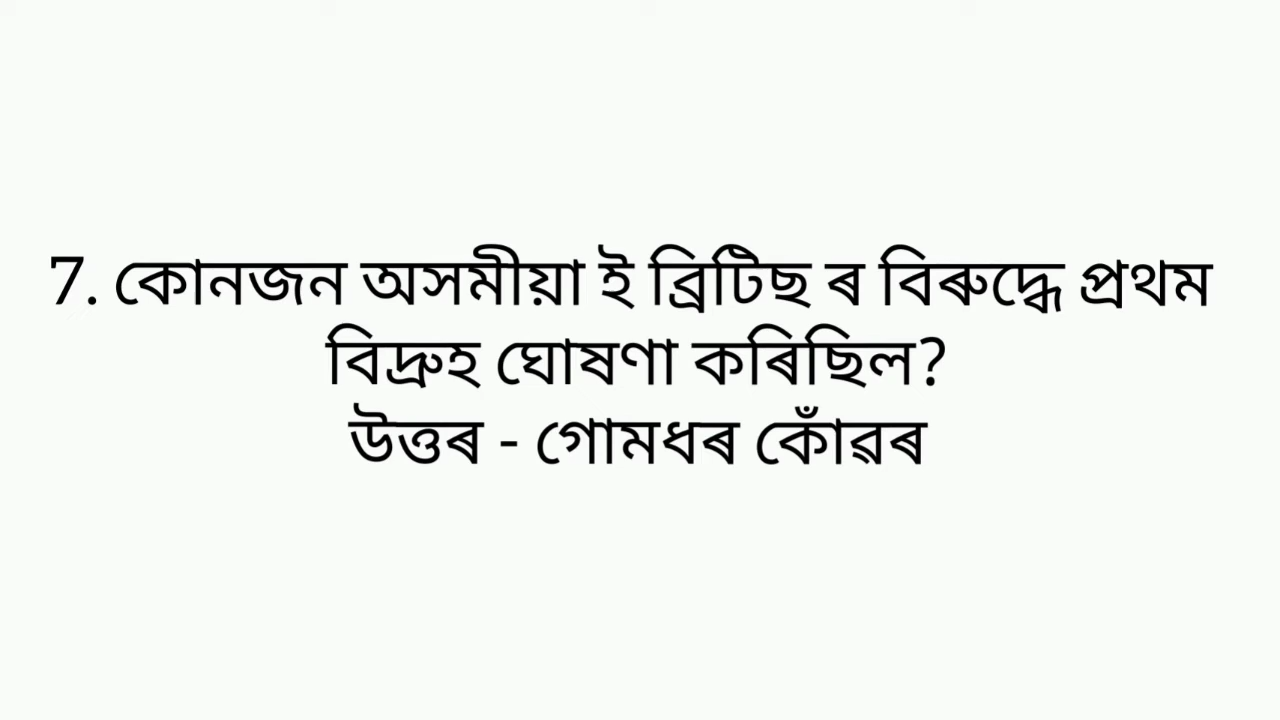 7. কোনজন অসমীয়া ই ব্ৰিটিছ ৰ বিৰুদ্ধে প্ৰথম
বিদ্ৰুহ ঘোষণা কৰিছিল?
উত্তৰ - গোমধৰ কোঁৱৰ